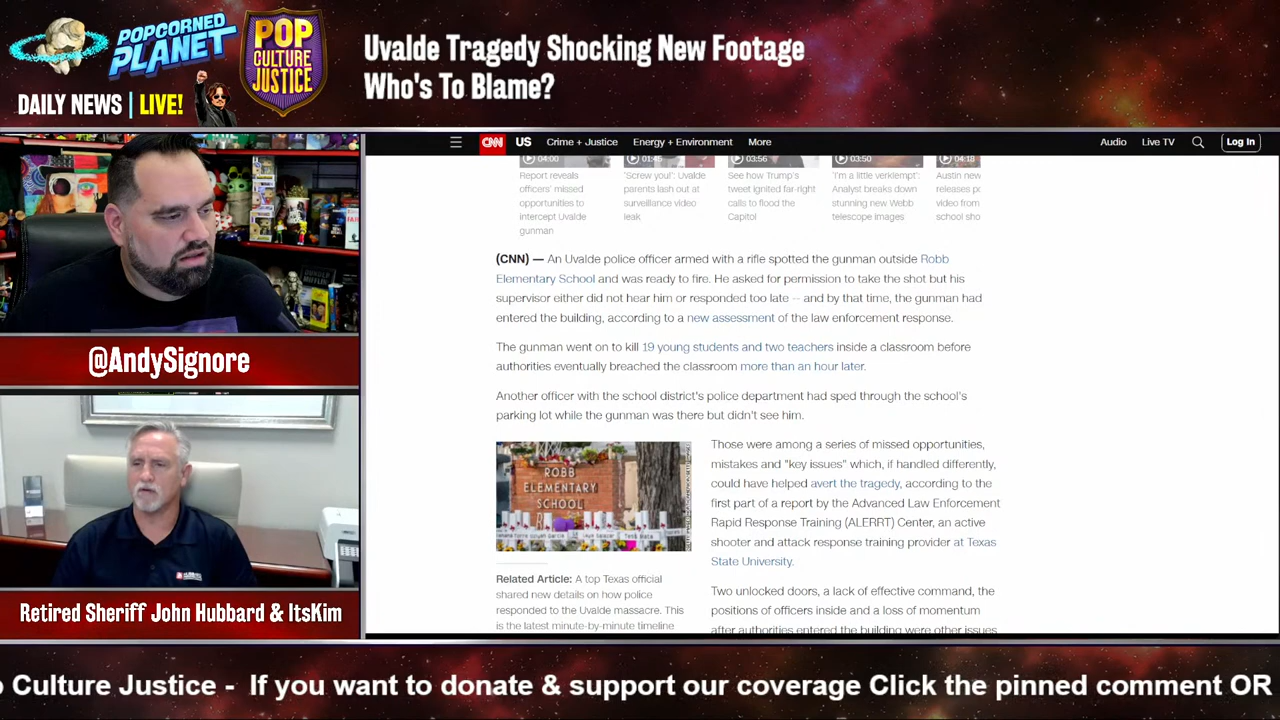 POPCORNED
PLANET
POP
CULTURE
JUSTICE
DAILY NEWS | LIVE!
Uvalde Tragedy Shocking New Footage
Who's To Blame?
@AndySignore
Retired Sheriff John Hubbard & ItsKim
CNN US Crime + Justice Energy + Environment More Audio Live TV Log In
04:00 01:45 03:56 03:50 04:18
Report reveals
officers' missed
opportunities to
intercept Uvalde
gunman
'Screw you!': Uvalde
parents lash out at
surveillance video
leak
See how Trump's
tweet ignited far-right
calls to flood the
Capitol
'I'm a little verklempt':
Analyst breaks down
stunning new Webb
telescope images
Austin new
releases po
video from
school sho
(CNN) — An Uvalde police officer armed with a rifle spotted the gunman outside Robb
Elementary School and was ready to fire. He asked for permission to take the shot but his
supervisor either did not hear him or responded too late -- and by that time, the gunman had
entered the building, according to a new assessment of the law enforcement response.
The gunman went on to kill 19 young students and two teachers inside a classroom before
authorities eventually breached the classroom more than an hour later.
Another officer with the school district's police department had sped through the school's
parking lot while the gunman was there but didn't see him.
ROBB
ELEMENTARY
SCHOOL
Those were among a series of missed opportunities,
mistakes and "key issues" which, if handled differently,
could have helped avert the tragedy, according to the
first part of a report by the Advanced Law Enforcement
Rapid Response Training (ALERRT) Center, an active
shooter and attack response training provider at Texas
State University.
Related Article: A top Texas official
shared new details on how police
responded to the Uvalde massacre. This
is the latest minute-by-minute timeline
Two unlocked doors, a lack of effective command, the
positions of officers inside and a loss of momentum
after authorities entered the building were other issues
Culture Justice - If you want to donate & support our coverage Click the pinned comment OR